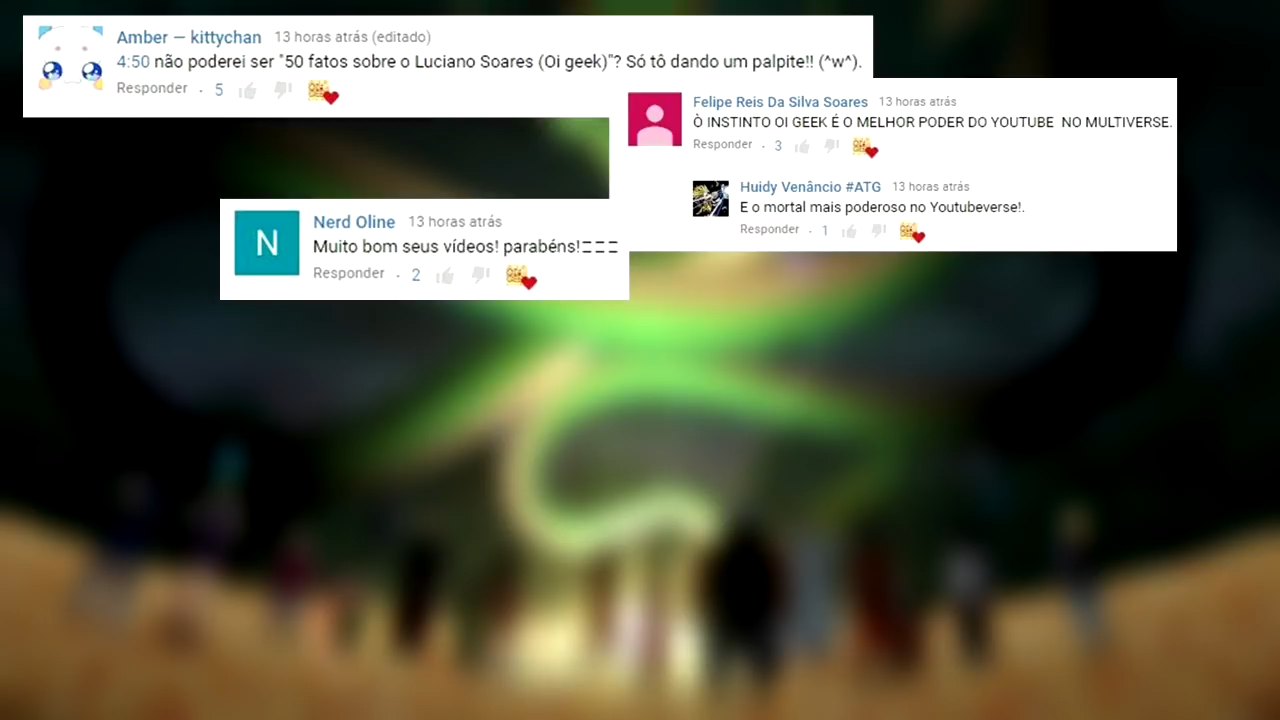 Amber — kittychan 13 horas atrás (editado)
4:50 não poderei ser "50 fatos sobre o Luciano Soares (Oi geek)"? Só tô dando um palpite!! (^w^).
Responder · 5
Felipe Reis Da Silva Soares 13 horas atrás
Ò INSTINTO OI GEEK É O MELHOR PODER DO YOUTUBE NO MULTIVERSE.
Responder · 3
Huidy Venâncio #ATG 13 horas atrás
E o mortal mais poderoso no Youtubeverse!.
Responder · 1
N
Nerd Oline 13 horas atrás
Muito bom seus vídeos! parabéns!
Responder · 2